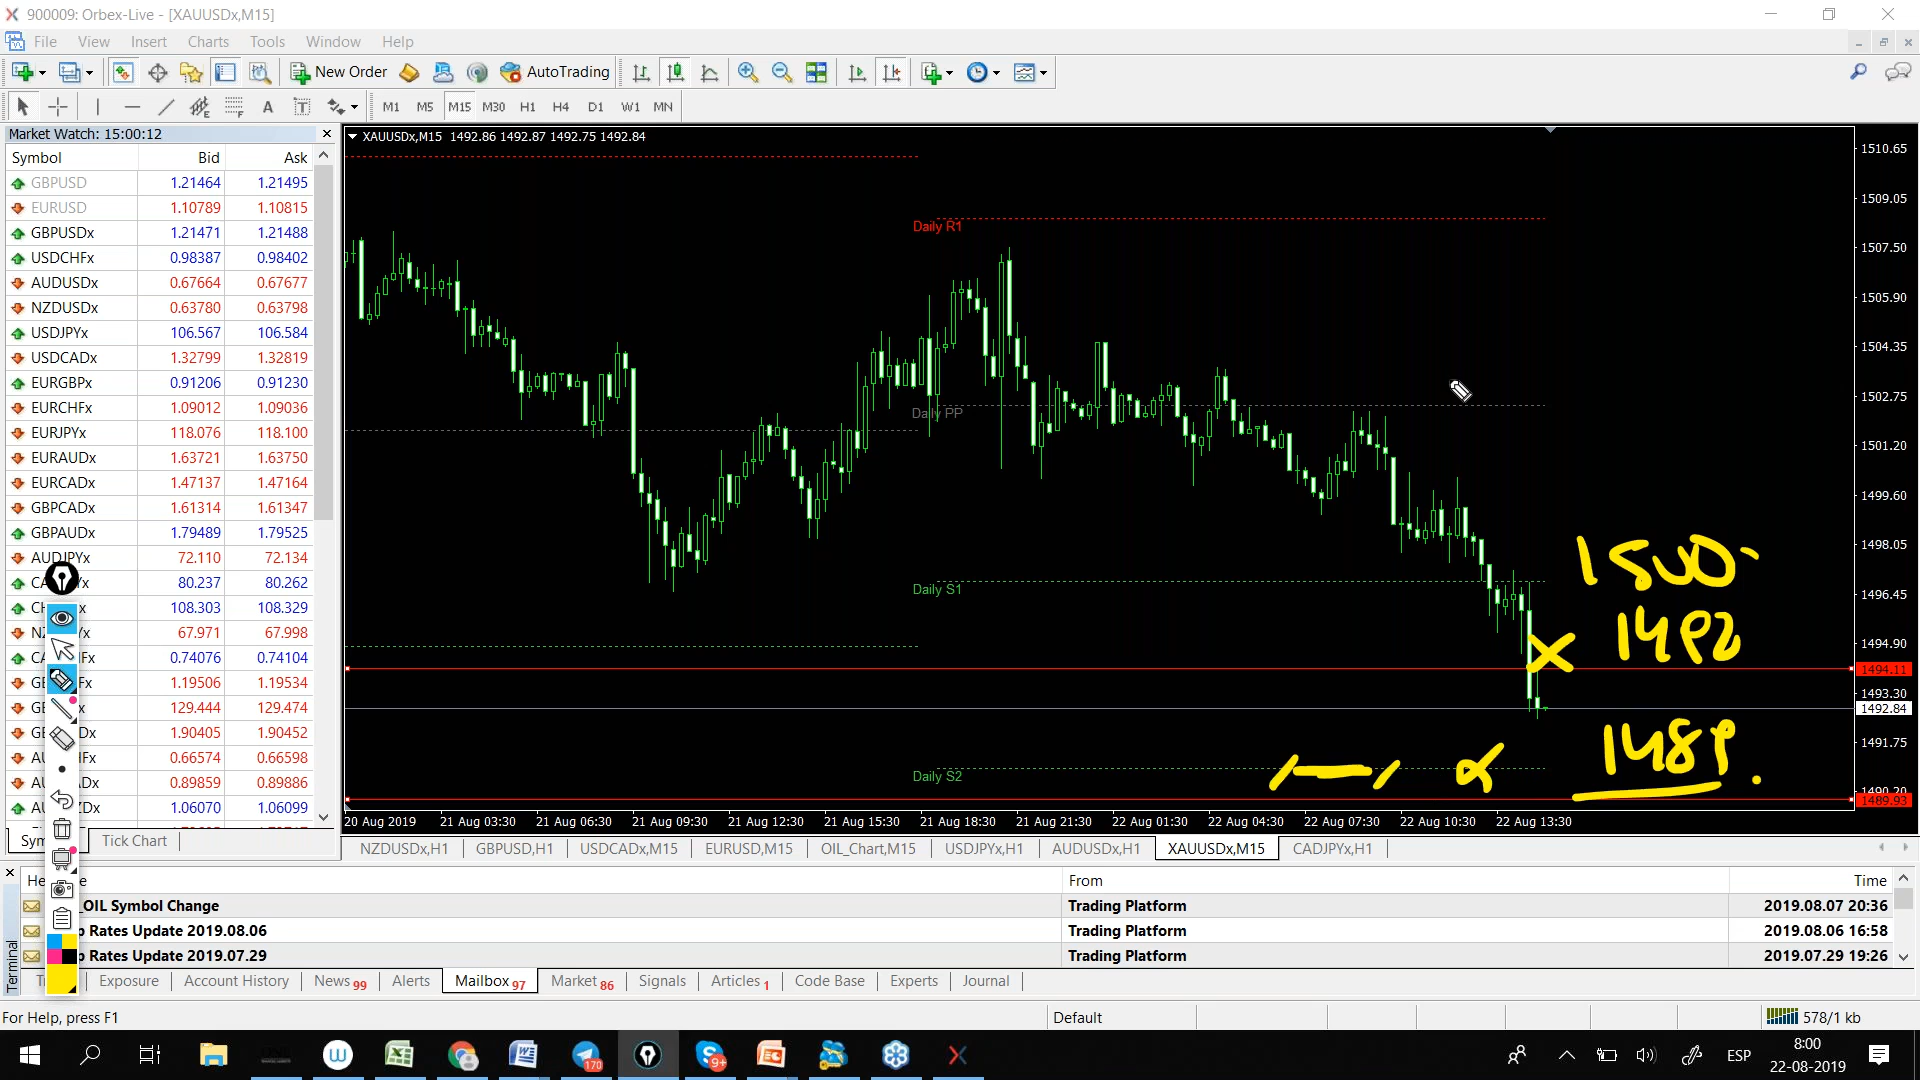 900009: Orbex-Live - [XAUUSDx,M15]
File View Insert Charts Tools Window Help
New Order AutoTrading
A T M1 M5 M15 M30 H1 H4 D1 W1 MN
Market Watch: 15:00:12
Symbol Bid Ask
GBPUSD 1.21464 1.21495
EURUSD 1.10789 1.10815
GBPUSDx 1.21471 1.21488
USDCHFx 0.98387 0.98402
AUDUSDx 0.67664 0.67677
NZDUSDx 0.63780 0.63798
USDJPYx 106.567 106.584
USDCADx 1.32799 1.32819
EURGBPx 0.91206 0.91230
EURCHFx 1.09012 1.09036
EURJPYx 118.076 118.100
EURAUDx 1.63721 1.63750
EURCADx 1.47137 1.47164
GBPCADx 1.61314 1.61347
GBPAUDx 1.79489 1.79525
AUDJPYx 72.110 72.134
80.237 80.262
108.303 108.329
67.971 67.998
0.74076 0.74104
1.19506 1.19534
129.444 129.474
1.90405 1.90452
0.66574 0.66598
0.89859 0.89886
1.06070 1.06099
Tick Chart
XAUUSDx,M15 1492.86 1492.87 1492.75 1492.84
Daily R1
Daily PP
Daily S1
Daily S2
1500
1492
1489.
1510.65
1509.05
1507.50
1505.90
1504.35
1502.75
1501.20
1499.60
1498.05
1496.45
1494.90
1494.11
1493.30
1492.84
1491.75
1490.20
1489.93
20 Aug 2019 21 Aug 03:30 21 Aug 06:30 21 Aug 09:30 21 Aug 12:30 21 Aug 15:30 21 Aug 18:30 21 Aug 21:30 22 Aug 01:30 22 Aug 04:30 22 Aug 07:30 22 Aug 10:30 22 Aug 13:30
NZDUSDx,H1 GBPUSD,H1 USDCADx,M15 EURUSD,M15 OIL_Chart,M15 USDJPYx,H1 AUDUSDx,H1 XAUUSDx,M15 CADJPYx,H1
From Time
_OIL Symbol Change Trading Platform 2019.08.07 20:36
Rates Update 2019.08.06 Trading Platform 2019.08.06 16:58
Rates Update 2019.07.29 Trading Platform 2019.07.29 19:26
Terminal
Exposure Account History News 99 Alerts Mailbox 97 Market 86 Signals Articles 1 Code Base Experts Journal
For Help, press F1 Default 578/1 kb
170 9+ ESP 8:00
22-08-2019